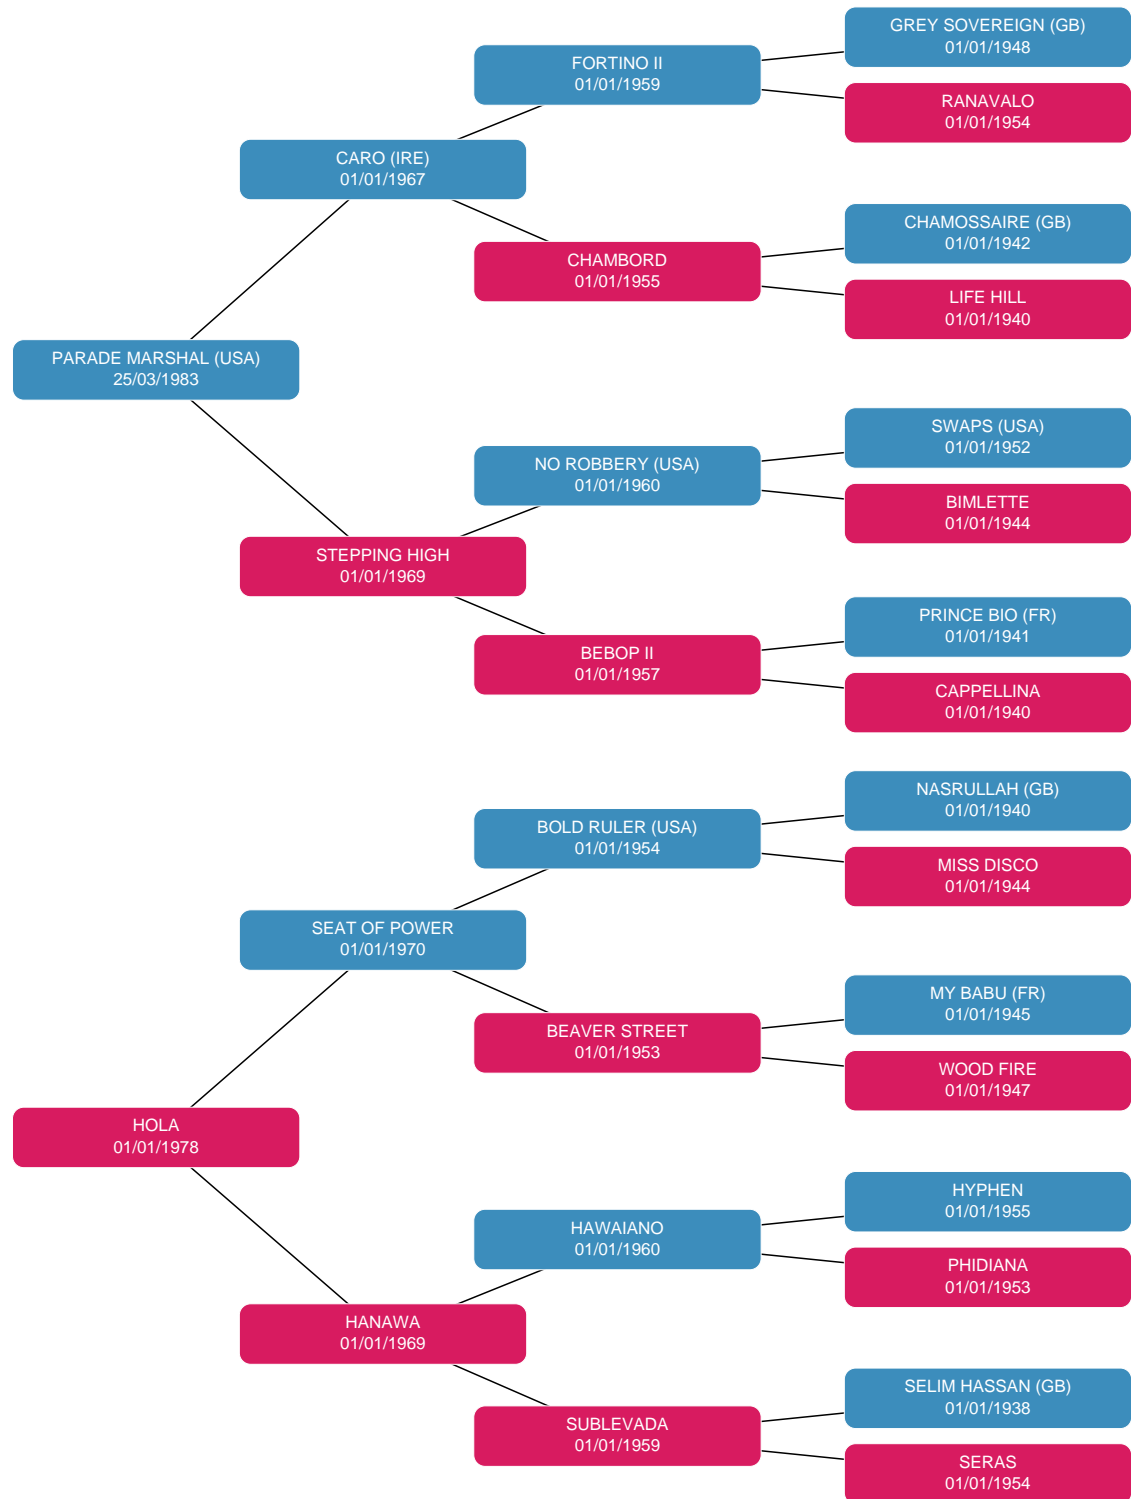 GREY SOVEREIGN (GB)
01/01/1948
FORTINO II
01/01/1959
RANAVALO
01/01/1954
CARO (IRE)
01/01/1967
CHAMOSSAIRE (GB)
01/01/1942
CHAMBORD
01/01/1955
LIFE HILL
01/01/1940
PARADE MARSHAL (USA)
25/03/1983
SWAPS (USA)
01/01/1952
NO ROBBERY (USA)
01/01/1960
BIMLETTE
01/01/1944
STEPPING HIGH
01/01/1969
PRINCE BIO (FR)
01/01/1941
BEBOP II
01/01/1957
CAPPELLINA
01/01/1940
NASRULLAH (GB)
01/01/1940
BOLD RULER (USA)
01/01/1954
MISS DISCO
01/01/1944
SEAT OF POWER
01/01/1970
MY BABU (FR)
01/01/1945
BEAVER STREET
01/01/1953
WOOD FIRE
01/01/1947
HOLA
01/01/1978
HYPHEN
01/01/1955
HAWAIANO
01/01/1960
PHIDIANA
01/01/1953
HANAWA
01/01/1969
SELIM HASSAN (GB)
01/01/1938
SUBLEVADA
01/01/1959
SERAS
01/01/1954